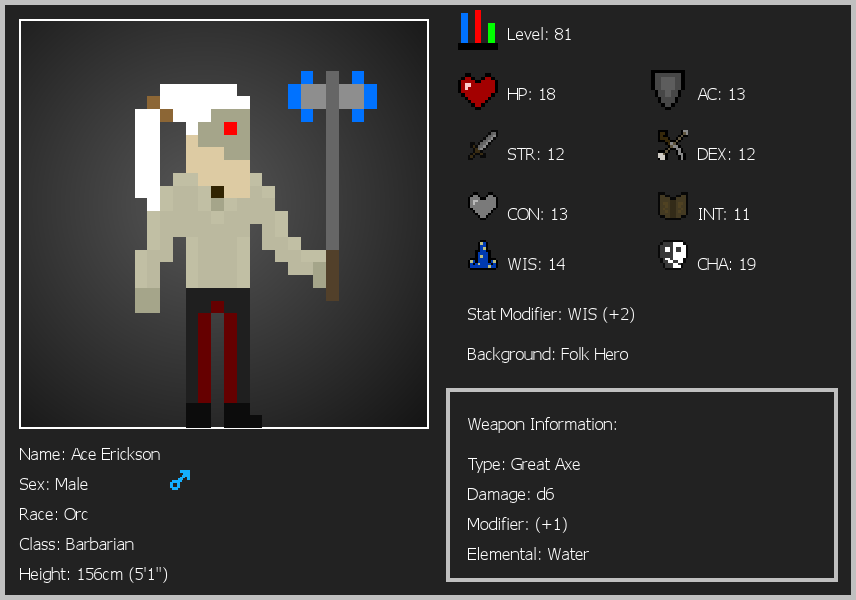 Level: 81
HP: 18
AC: 13
STR: 12
DEX: 12
CON: 13
INT: 11
WIS: 14
CHA: 19
Stat Modifier: WIS (+2)
Background: Folk Hero
Weapon Information:
Type: Great Axe
Damage: d6
Modifier: (+1)
Elemental: Water
Name: Ace Erickson
Sex: Male
Race: Orc
Class: Barbarian
Height: 156cm (5'1")